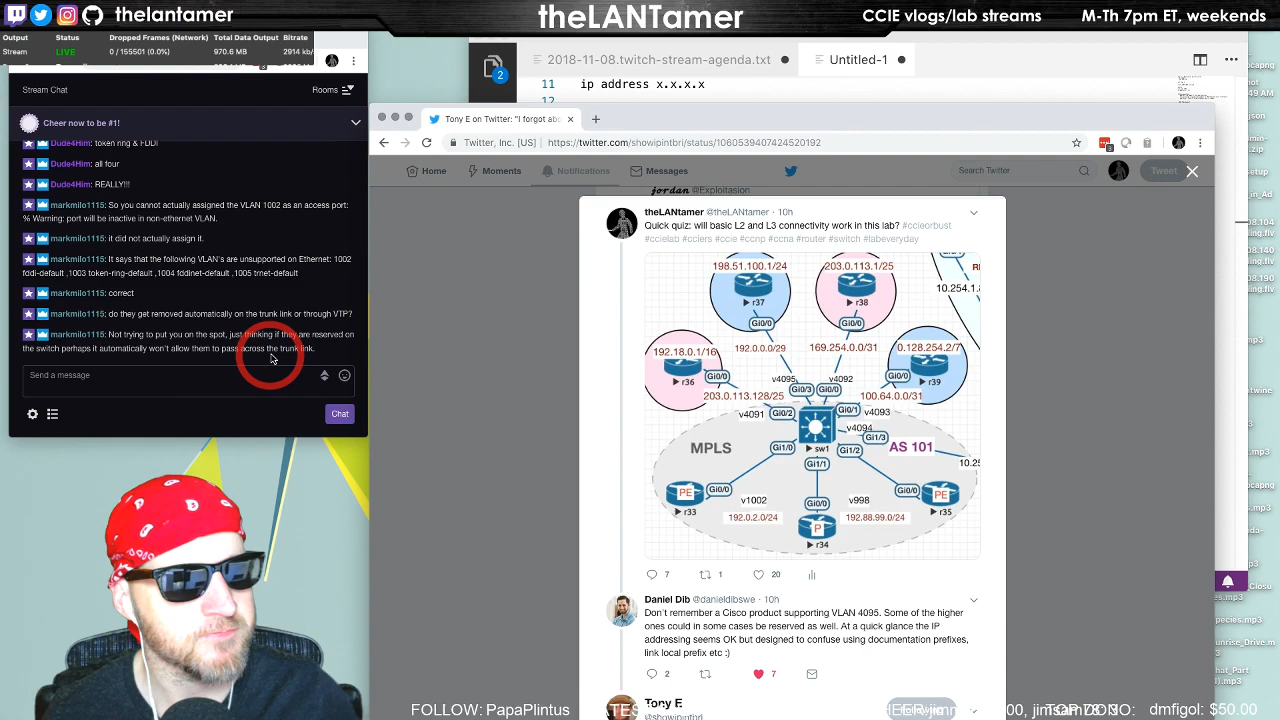 thelantamer
theLANTamer
CCIE vlogs/lab streams
M-Th 7pm ET, weekends
Output
State
Dropped Frames (Network)
Total Data Output
Bitrate
Stream
LIVE
0 / 155501 (0.0%)
970.6 MB
2914 kb/
Stream Chat
Rooms
Cheer now to be #1!
Dude4Him: token ring & FDDI
Dude4Him: all four
Dude4Him: REALLY!!!
markmilo1115: So you cannot actually assigned the VLAN 1002 as an access port:
% Warning: port will be inactive in non-ethernet VLAN.
markmilo1115: it did not actually assign it.
markmilo1115: It says that the following VLAN's are unsupported on Ethernet: 1002
fddi-default ,1003 token-ring-default ,1004 fddinet-default ,1005 trnet-default
markmilo1115: correct
markmilo1115: do they get removed automatically on the trunk link or through VTP?
markmilo1115: Not trying to put you on the spot, just thinking if they are reserved on
the switch perhaps it automatically won't allow them to pass across the trunk link.
Send a message
Chat
2
2018-11-08.twitch-stream-agenda.txt
Untitled-1
11 ip address x.x.x.x
12
Tony E on Twitter: "I forgot abo
Twitter, Inc. [US]
https://twitter.com/showipintbri/status/1060539407424520192
Home
Moments
Notifications
Messages
Search Twitter
Tweet
jordan @Exploitasion
theLANtamer @theLANtamer · 10h
Quick quiz: will basic L2 and L3 connectivity work in this lab? #ccieorbust
#ccielab #cciers #ccie #ccnp #ccna #router #switch #labeveryday
198.51.100.1/24
203.0.113.1/25
r37
r38
10.254.1.
Gi0/0
Gi0/0
192.18.0.1/16
192.0.0.0/29
169.254.0.0/31
0.128.254.2/7
r36
Gi0/0
v4095
v4092
Gi0/0
r39
203.0.113.128/25
Gi0/3
Gi0/0
100.64.0.0/31
v4091
Gi0/2
Gi0/1
v4093
v4094
MPLS
Gi1/0
sw1
Gi1/3
AS 101
Gi1/1
Gi1/2
10.25
PE
Gi0/0
v1002
Gi0/0
v998
Gi0/0
PE
r33
192.0.2.0/24
P
192.88.99.0/24
r35
r34
7
1
20
Daniel Dib @danieldibswe · 10h
Don't remember a Cisco product supporting VLAN 4095. Some of the higher
ones could in some cases be reserved as well. At a quick glance the IP
addressing seems OK but designed to confuse using documentation prefixes,
link local prefix etc :)
2
7
Tony E
@showipintbri
FOLLOW: PapaPlintus
dmfigol: $50.00